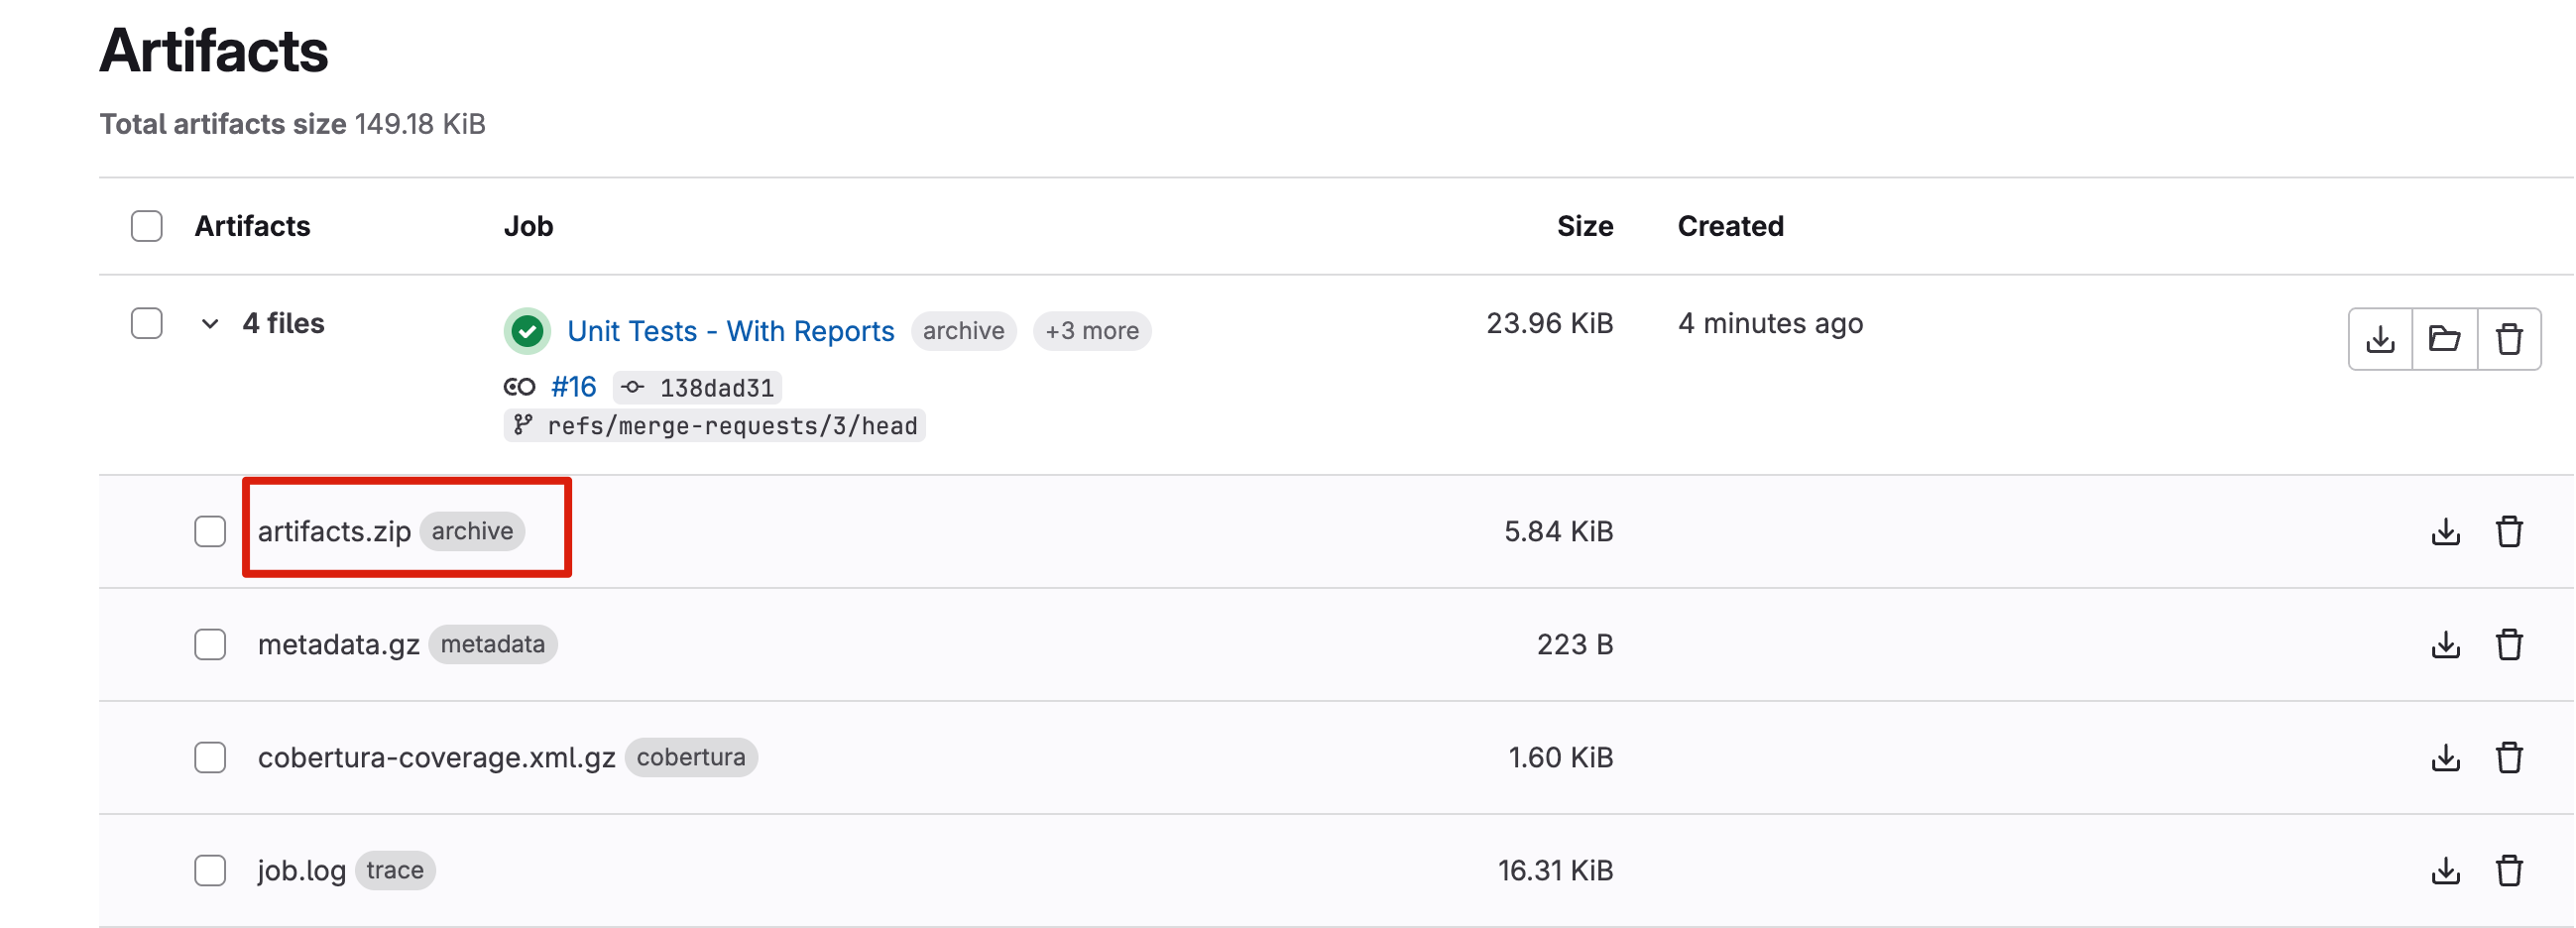 Artifacts
Total artifacts size 149.18 KiB
Artifacts Job Size Created
4 files Unit Tests - With Reports archive +3 more 23.96 KiB 4 minutes ago
#16 138dad31
refs/merge-requests/3/head
artifacts.zip archive 5.84 KiB
metadata.gz metadata 223 B
cobertura-coverage.xml.gz cobertura 1.60 KiB
job.log trace 16.31 KiB